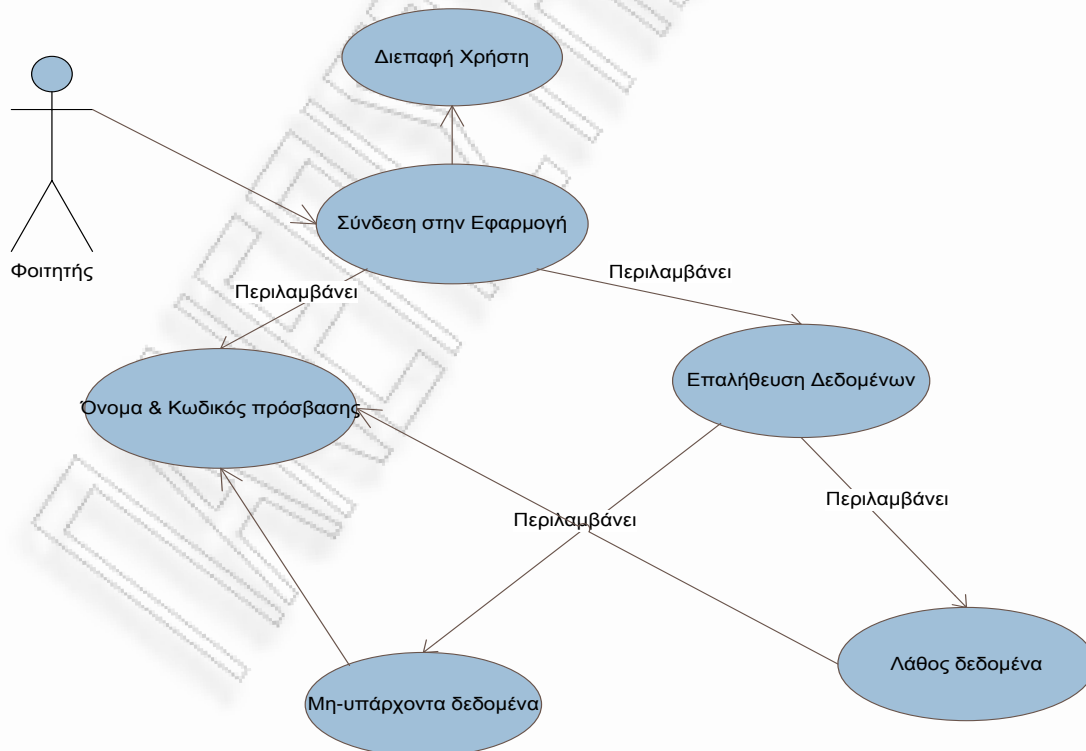 Διεπαφή Χρήστη
Σύνδεση στην Εφαρμογή
Φοιτητής
Περιλαμβάνει
Περιλαμβάνει
Επαλήθευση Δεδομένων
Όνομα & Κωδικός πρόσβασης
Περιλαμβάνει
Περιλαμβάνει
Λάθος δεδομένα
Μη-υπάρχοντα δεδομένα